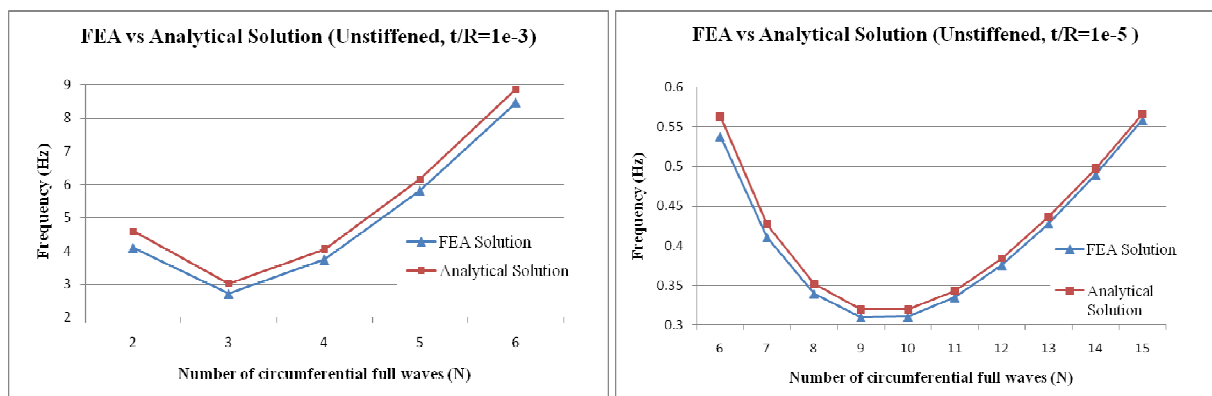 FEA vs Analytical Solution (Unstiffened, t/R=1e-3)
9
8
7
6
5
4
3
2
Frequency (Hz)
FEA Solution
Analytical Solution
2 3 4 5 6
Number of circumferential full waves (N)
FEA vs Analytical Solution (Unstiffened, t/R=1e-5 )
0.6
0.55
0.5
0.45
0.4
0.35
0.3
Frequency (Hz)
FEA Solution
Analytical
Solution
6 7 8 9 10 11 12 13 14 15
Number of circumferential full waves (N)